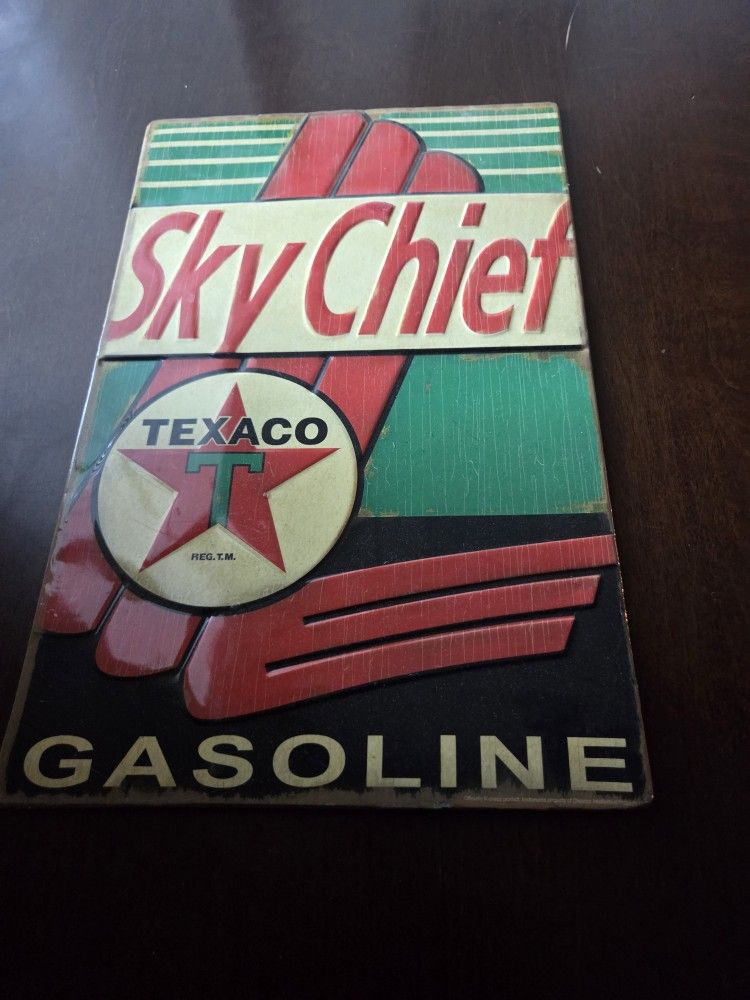 Sky Chief
TEXACO
T
REG. T.M.
GASOLINE